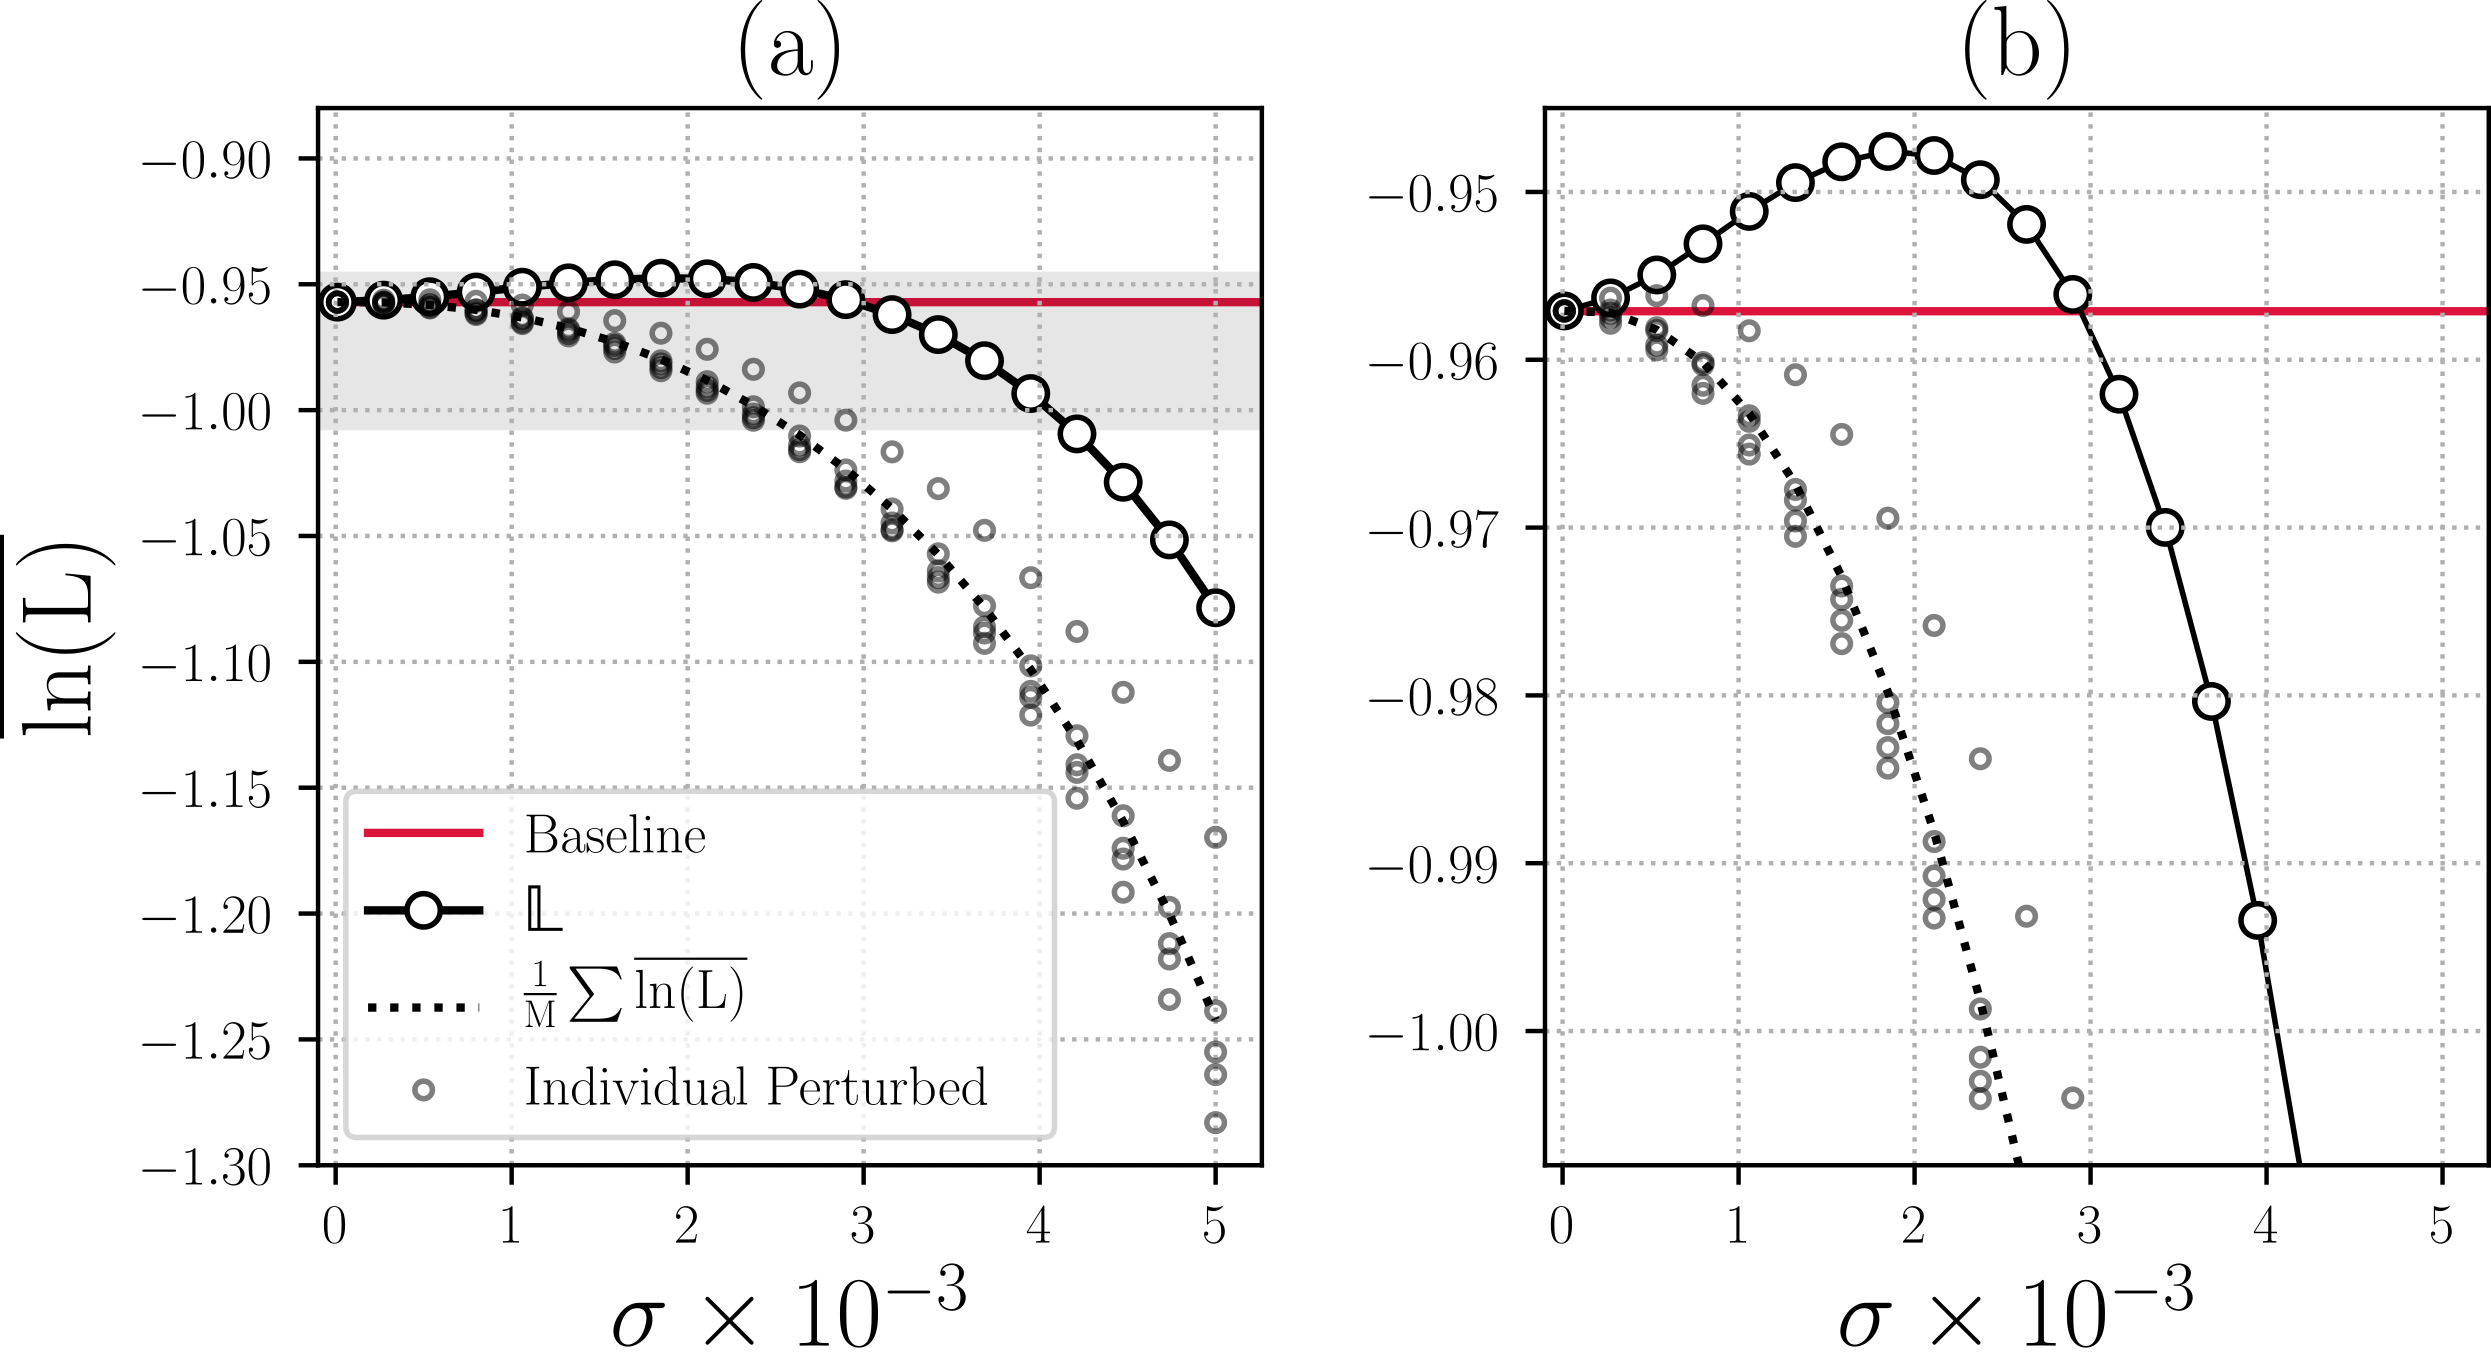 (a)
(b)
ln(L)
−0.90
−0.95
−1.00
−1.05
−1.10
−1.15
−1.20
−1.25
−1.30
0 1 2 3 4 5
σ × 10⁻³
Baseline
𝕃
1/M ∑ ln(L)
Individual Perturbed
−0.95
−0.96
−0.97
−0.98
−0.99
−1.00
0 1 2 3 4 5
σ × 10⁻³